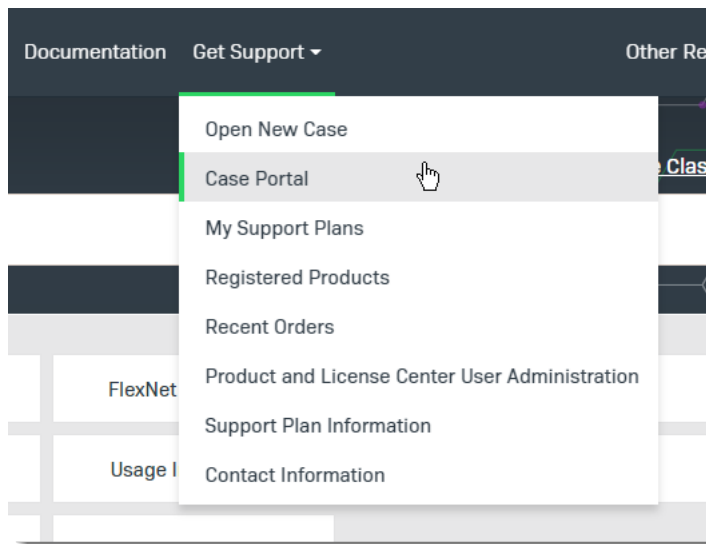 Documentation Get Support Other Re
Open New Case
e Clas
Case Portal
My Support Plans
Registered Products
Recent Orders
Product and License Center User Administration
FlexNet
Support Plan Information
Usage I
Contact Information